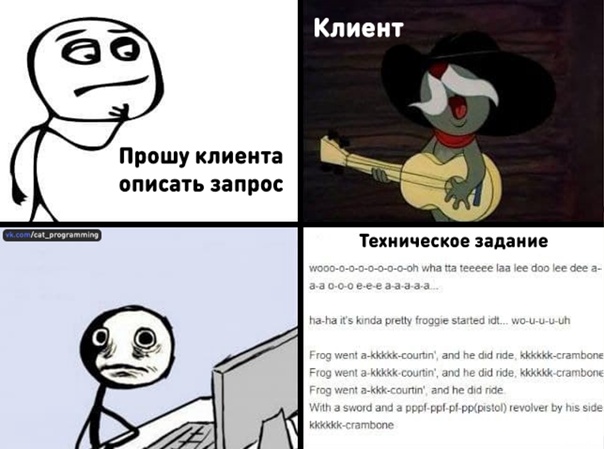 Прошу клиента
описать запрос
Клиент
vk.com/cat_programming
Техническое задание
wooo-o-o-o-o-o-o-oh wha tta teeeee laa lee doo lee dee a-
a-a o-o-o e-e-e a-a-a-a-a...
ha-ha it's kinda pretty froggie started idt... wo-u-u-u-uh
Frog went a-kkkkk-courtin', and he did ride, kkkkkk-crambone
Frog went a-kkkkk-courtin', and he did ride, kkkkkk-crambone
Frog went a-kkk-courtin', and he did ride.
With a sword and a pppf-ppf-pf-pp(pistol) revolver by his side
kkkkkk-crambone